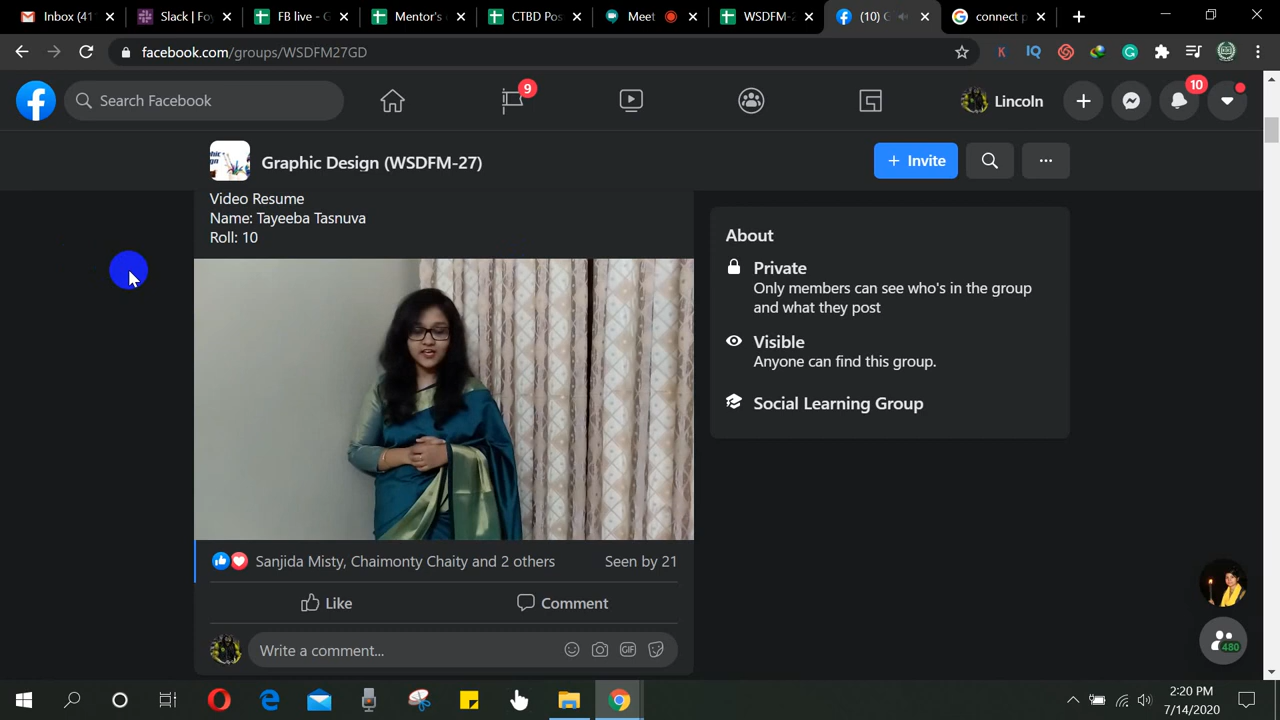 Inbox (41
Slack | Fo
FB live - G
Mentor's
CTBD Pos
Meet
WSDFM-2
(10) G
connect p
facebook.com/groups/WSDFM27GD
Search Facebook
9
Lincoln
10
Graphic Design (WSDFM-27)
+ Invite
Video Resume
Name: Tayeeba Tasnuva
Roll: 10
About
Private
Only members can see who's in the group
and what they post
Visible
Anyone can find this group.
Social Learning Group
Sanjida Misty, Chaimonty Chaity and 2 others
Seen by 21
Like
Comment
Write a comment...
GIF
480
2:20 PM
7/14/2020